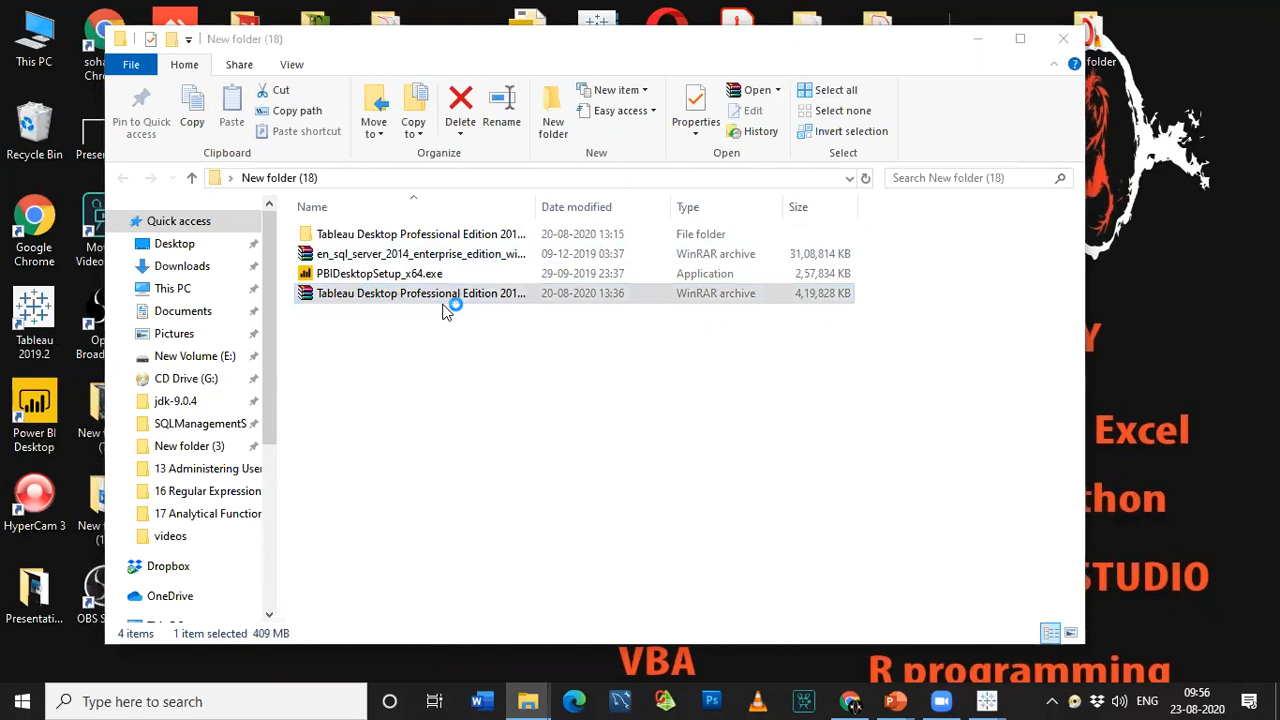 New folder (18)
File
Home
Share
View
Pin to Quick access
Copy
Paste
Cut
Copy path
Paste shortcut
Clipboard
Move to
Copy to
Delete
Rename
Organize
New folder
New item
Easy access
New
Properties
Open
Edit
History
Open
Select all
Select none
Invert selection
Select
New folder (18)
Search New folder (18)
Name
Date modified
Type
Size
Tableau Desktop Professional Edition 201... 20-08-2020 13:15 File folder
en_sql_server_2014_enterprise_edition_wi... 09-12-2019 03:37 WinRAR archive 31,08,814 KB
PBIDesktopSetup_x64.exe 29-09-2019 23:37 Application 2,57,834 KB
Tableau Desktop Professional Edition 201... 20-08-2020 13:36 WinRAR archive 4,19,828 KB
Quick access
Desktop
Downloads
This PC
Documents
Pictures
New Volume (E:)
CD Drive (G:)
jdk-9.0.4
SQLManagementS
New folder (3)
13 Administering User
16 Regular Expression
17 Analytical Function
videos
Dropbox
OneDrive
4 items
1 item selected 409 MB
This PC
Recycle Bin
Google Chrome
Tableau 2019.2
Power BI Desktop
HyperCam 3
Presentati...
OBS S
folder
Excel
thon
STUDIO
VBA
R programming
Type here to search
ENG
09:56
23-08-2020